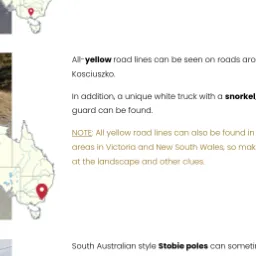 All-yellow road lines can be seen on roads aro
Kosciuszko.
In addition, a unique white truck with a snorkel,
guard can be found.
NOTE: All yellow road lines can also be found in
areas in Victoria and New South Wales, so mak
at the landscape and other clues.
South Australian style Stobie poles can sometin